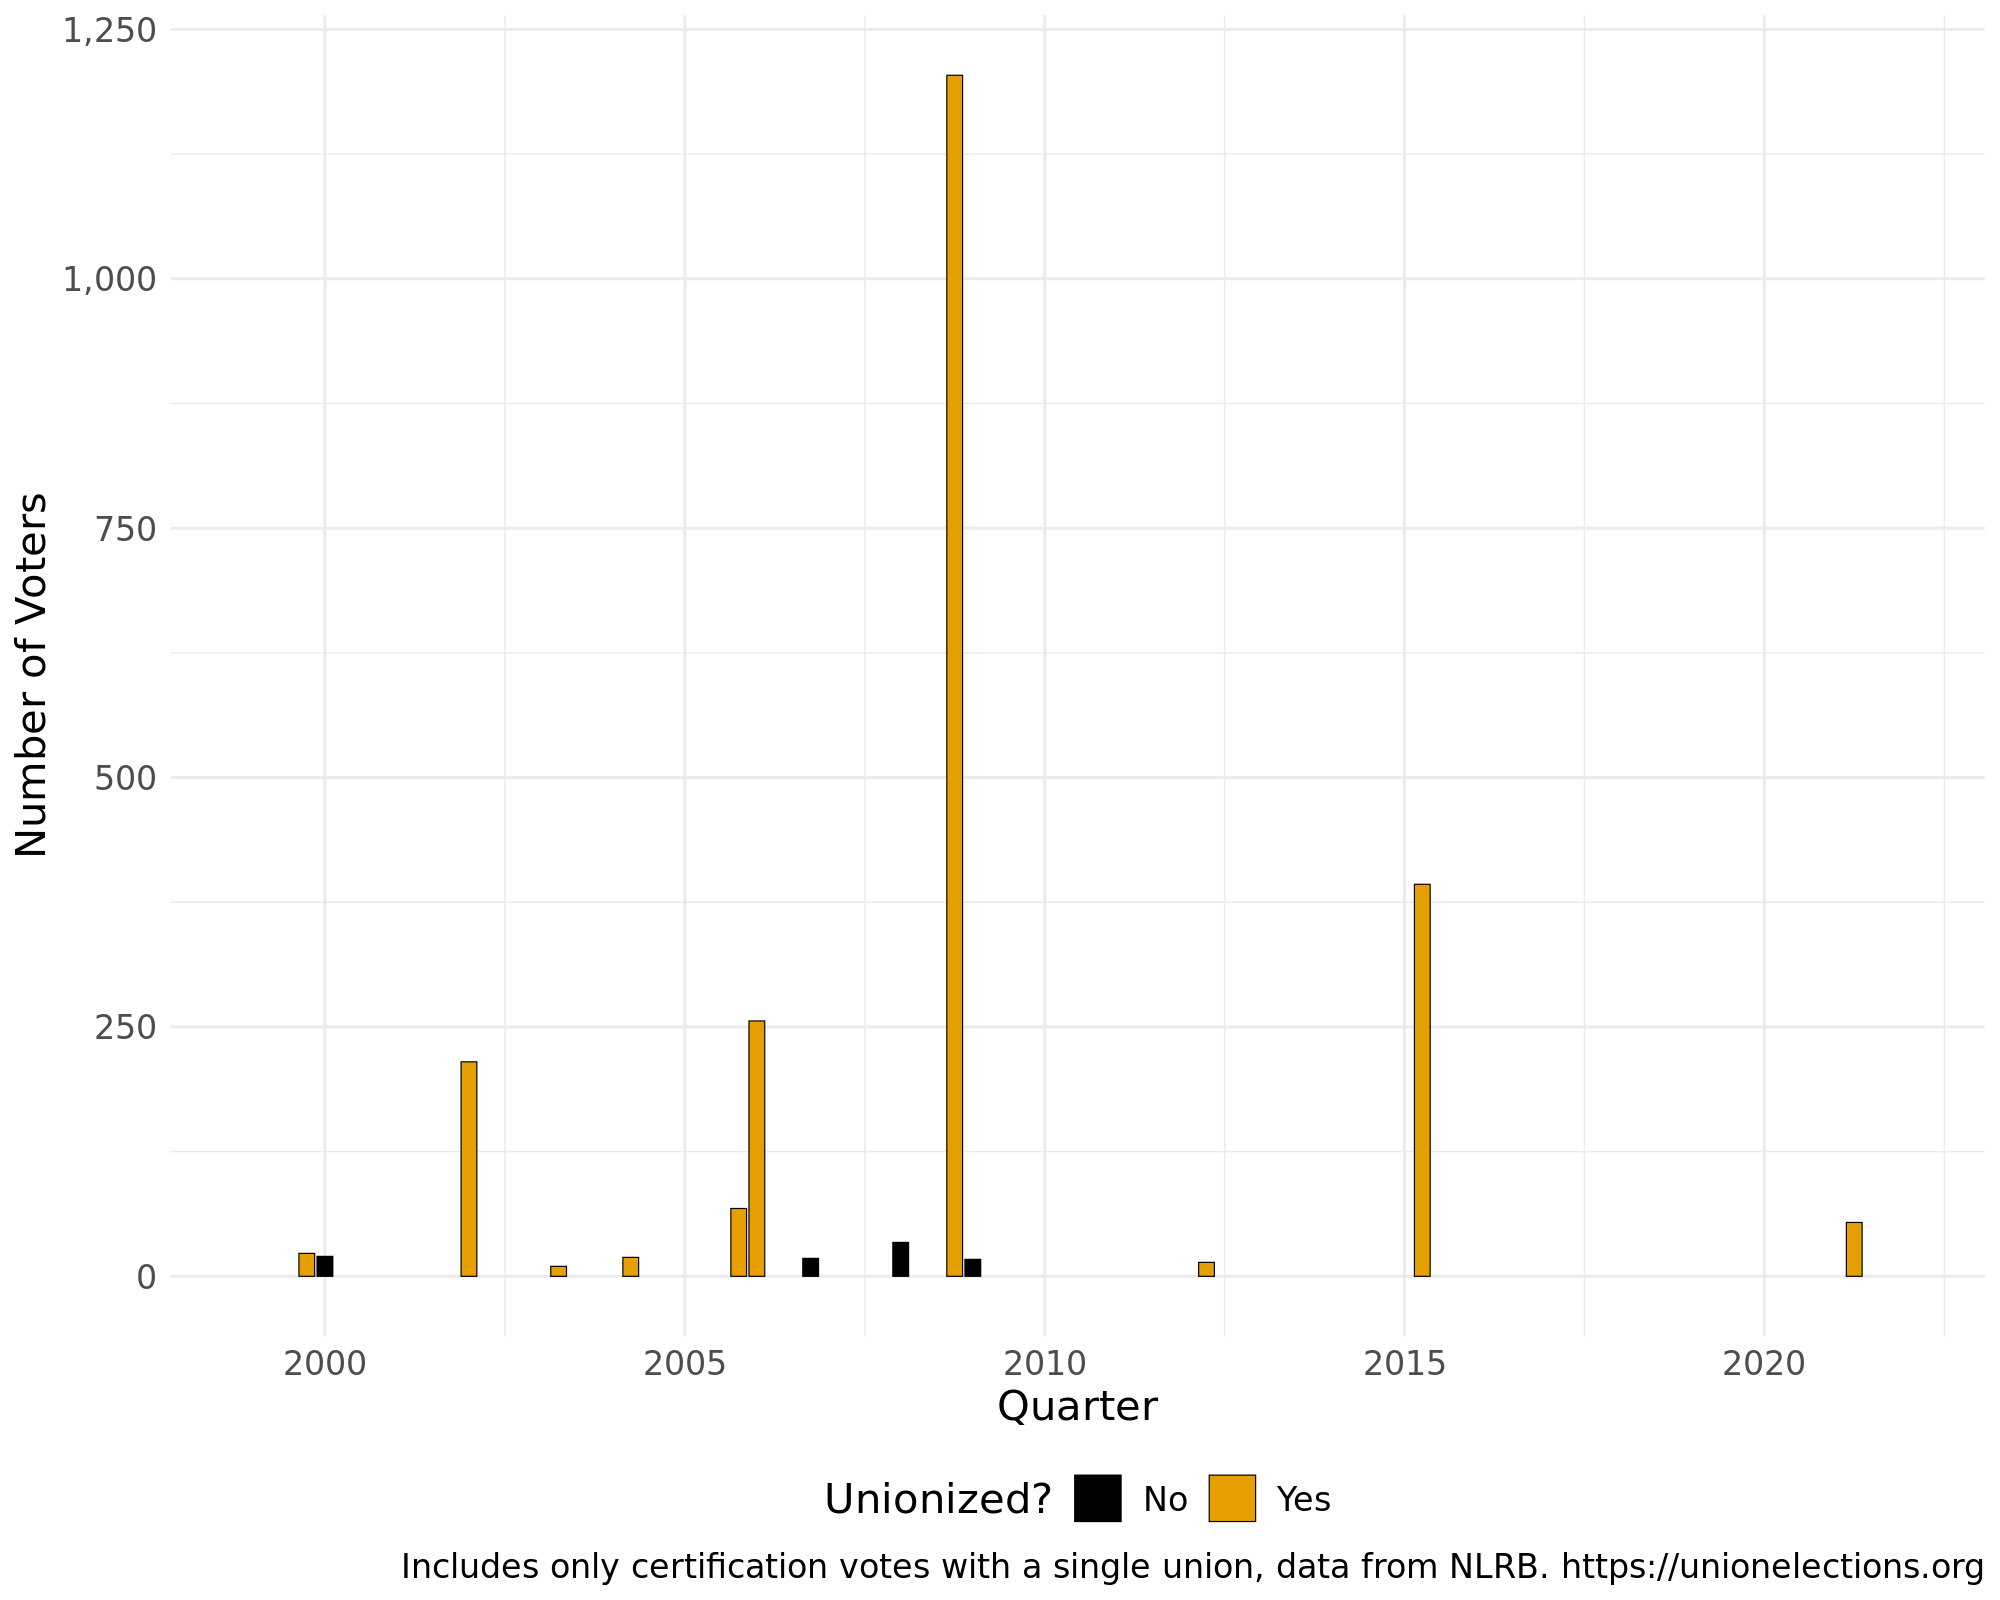 1,250
1,000
750
500
250
0
Number of Voters
2000 2005 2010 2015 2020
Quarter
Unionized? No Yes
Includes only certification votes with a single union, data from NLRB. https://unionelections.org